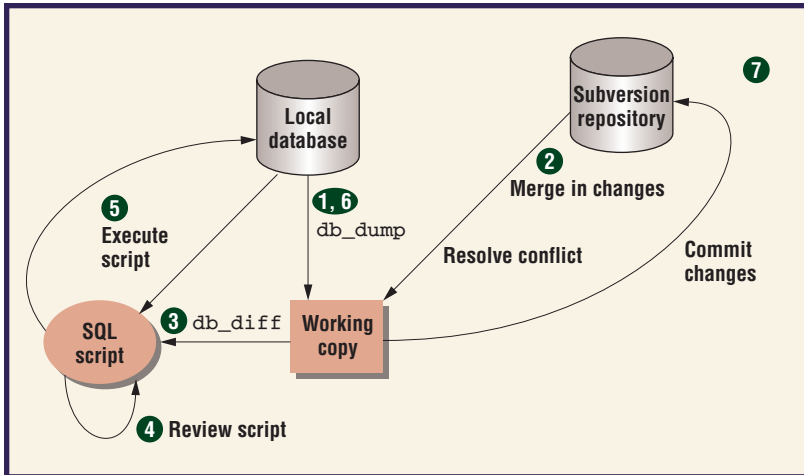 7
Local
database
Subversion
repository
2
Merge in changes
1, 6
db_dump
5
Execute
script
Resolve conflict
Commit
changes
SQL
script
3 db_diff
Working
copy
4 Review script